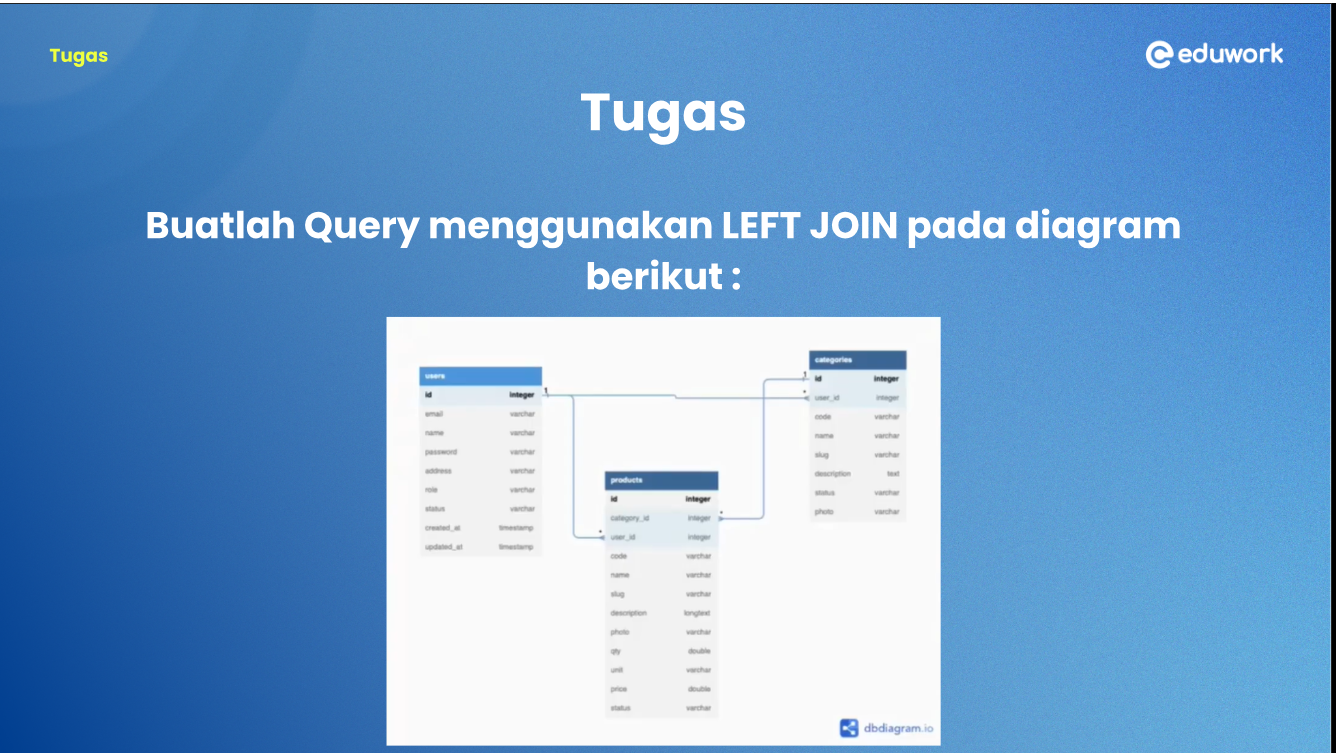 Tugas
eduwork
Tugas
Buatlah Query menggunakan LEFT JOIN pada diagram
berikut :
users
id integer
email varchar
name varchar
password varchar
address varchar
role varchar
status varchar
created_at timestamp
updated_at timestamp
1
*
products
id integer
category_id integer
user_id integer
code varchar
name varchar
slug varchar
description longtext
photo varchar
qty double
unit varchar
price double
status varchar
*
1
*
categories
id integer
user_id integer
code varchar
name varchar
slug varchar
description text
status varchar
photo varchar
dbdiagram.io